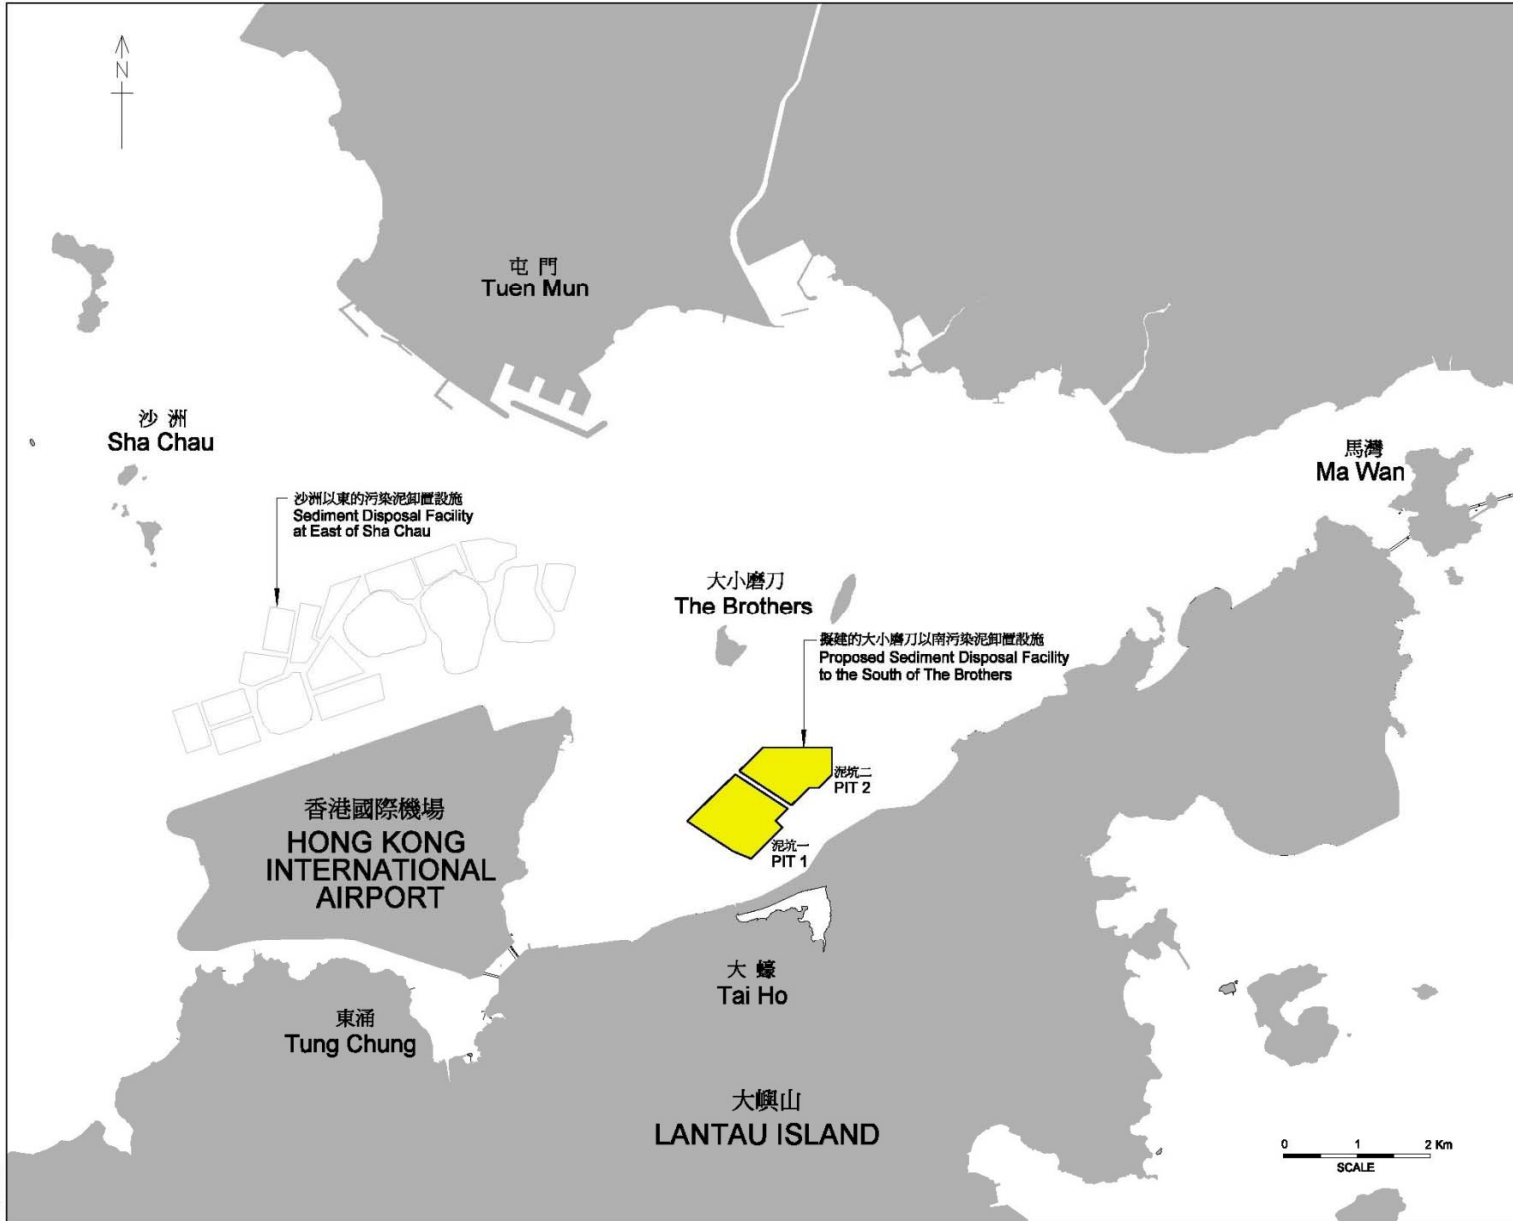 N
屯 門
Tuen Mun
沙 洲
Sha Chau
馬灣
Ma Wan
沙洲以東的污染泥卸置設施
Sediment Disposal Facility
at East of Sha Chau
大小磨刀
The Brothers
擬建的大小磨刀以南污染泥卸置設施
Proposed Sediment Disposal Facility
to the South of The Brothers
泥坑二
PIT 2
泥坑一
PIT 1
香港國際機場
HONG KONG
INTERNATIONAL
AIRPORT
大 蠔
Tai Ho
東涌
Tung Chung
大嶼山
LANTAU ISLAND
0 1 2 Km
SCALE